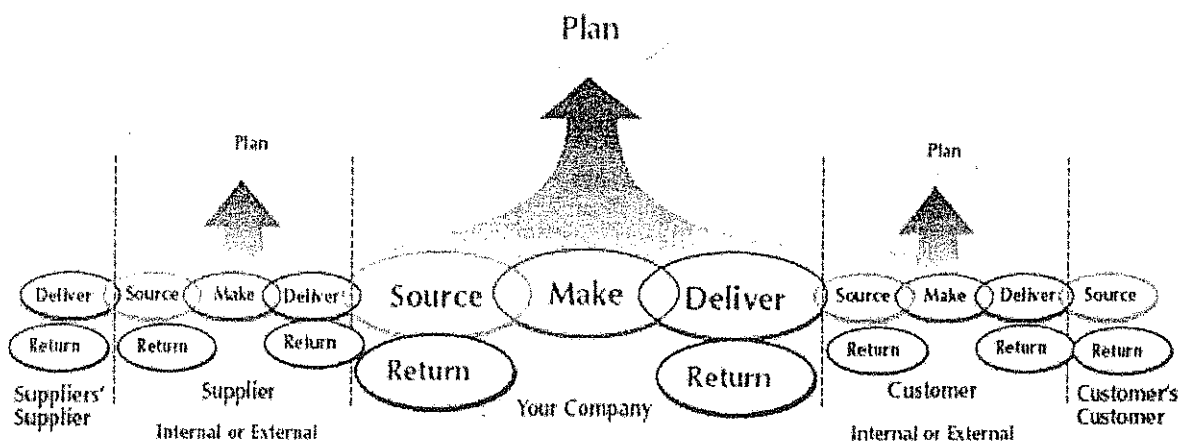 Plan
Plan
Plan
Deliver
Source
Make
Deliver
Source
Make
Deliver
Source
Make
Deliver
Source
Return
Return
Return
Return
Return
Return
Return
Return
Suppliers'
Supplier
Supplier
Your Company
Customer
Customer's
Customer
Internal or External
Internal or External